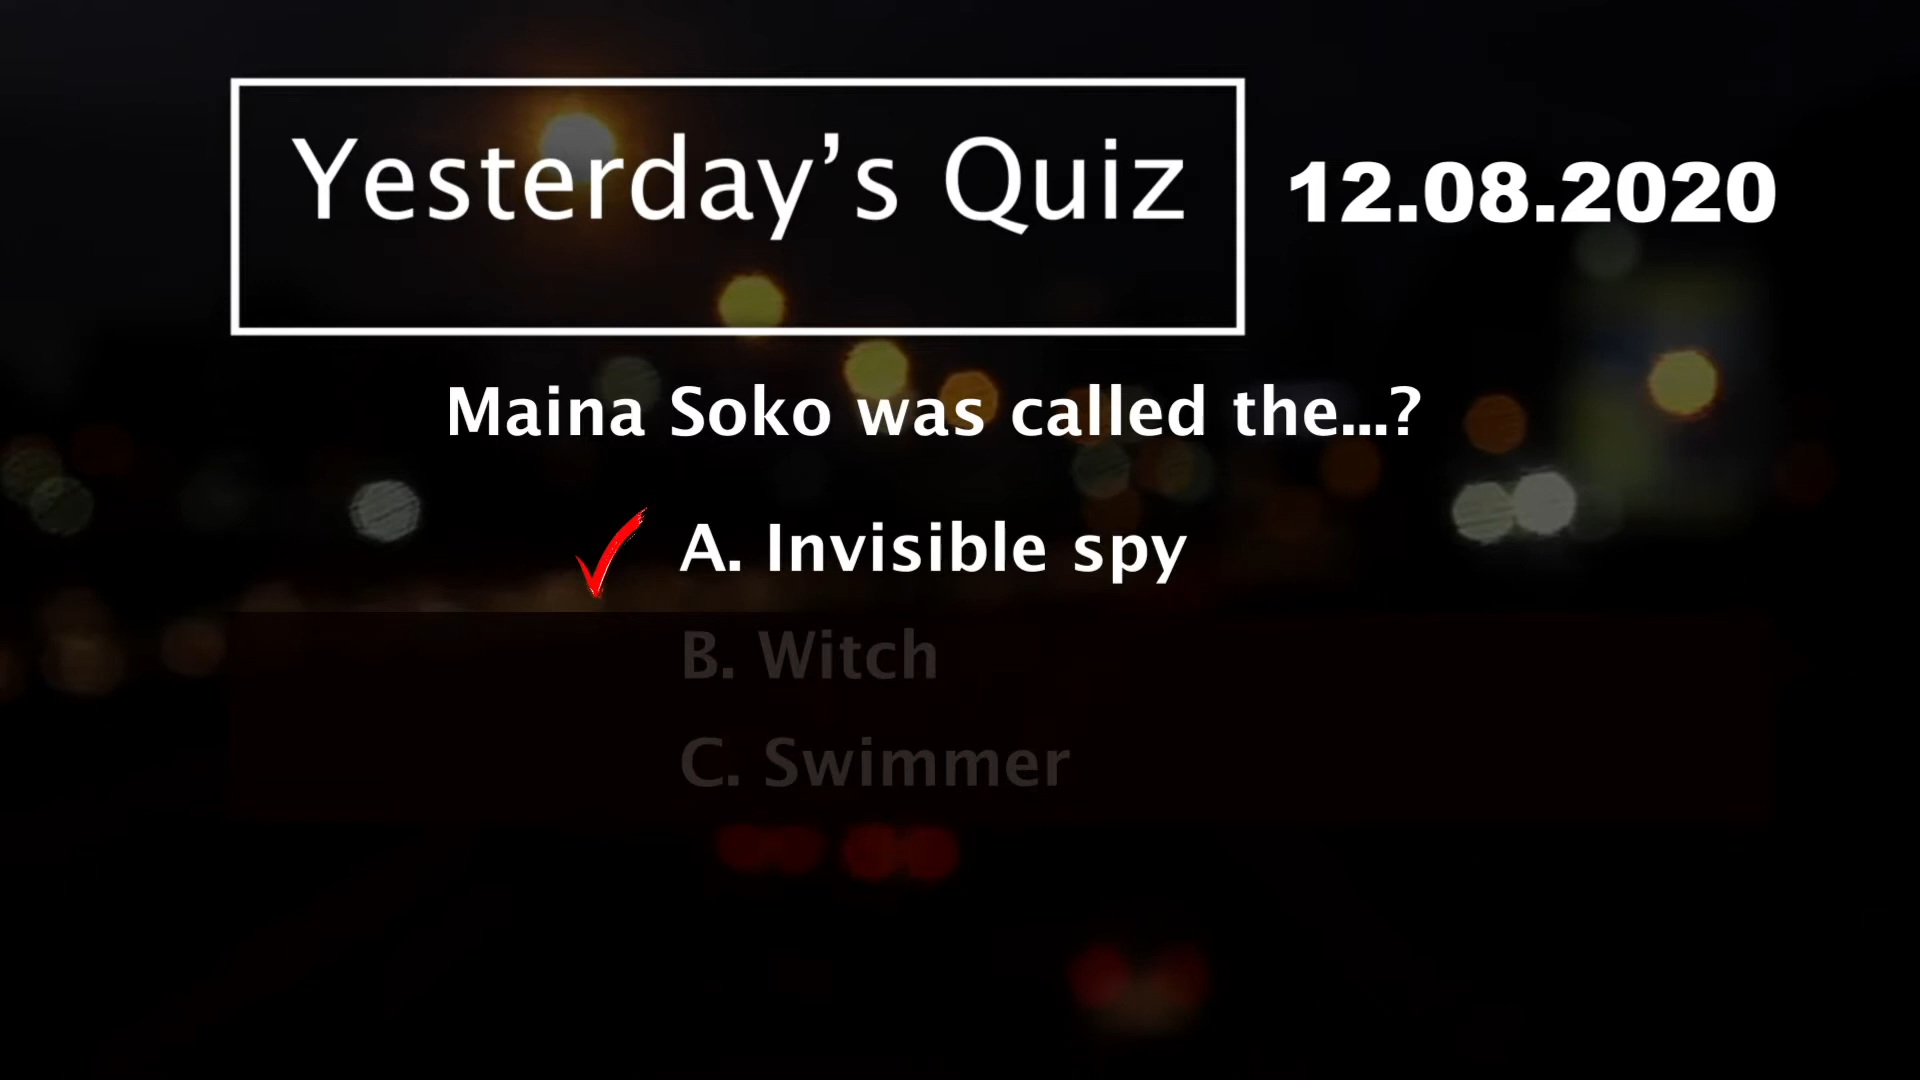 Yesterday’s Quiz
12.08.2020
Maina Soko was called the...?
A. Invisible spy
B. Witch
C. Swimmer